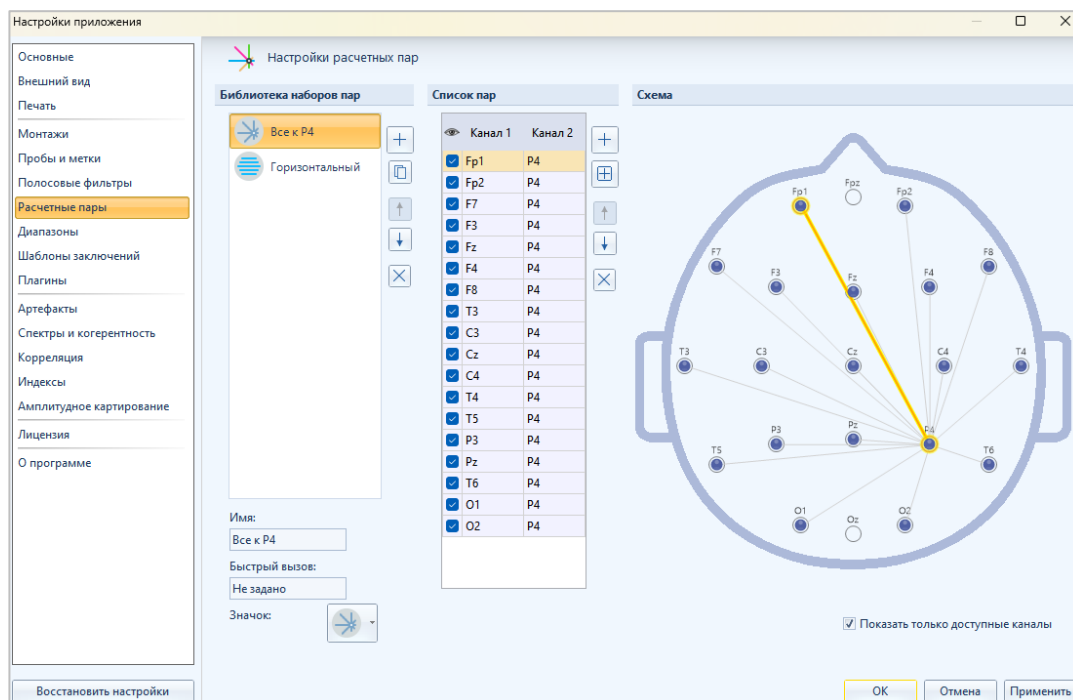 Настройки приложения
Основные
Внешний вид
Печать
Монтажи
Пробы и метки
Полосовые фильтры
Расчетные пары
Диапазоны
Шаблоны заключений
Плагины
Артефакты
Спектры и когерентность
Корреляция
Индексы
Амплитудное картирование
Лицензия
О программе
Восстановить настройки
Настройки расчетных пар
Библиотека наборов пар
Все к P4
Горизонтальный
Имя:
Все к P4
Быстрый вызов:
Не задано
Значок:
Список пар
Канал 1 Канал 2
Fp1 P4
Fp2 P4
F7 P4
F3 P4
Fz P4
F4 P4
F8 P4
T3 P4
C3 P4
Cz P4
C4 P4
T4 P4
T5 P4
P3 P4
Pz P4
T6 P4
O1 P4
O2 P4
Схема
Fp1 Fpz Fp2
F7 F3 Fz F4 F8
T3 C3 Cz C4 T4
T5 P3 Pz P4 T6
O1 Oz O2
Показать только доступные каналы
ОК Отмена Применить